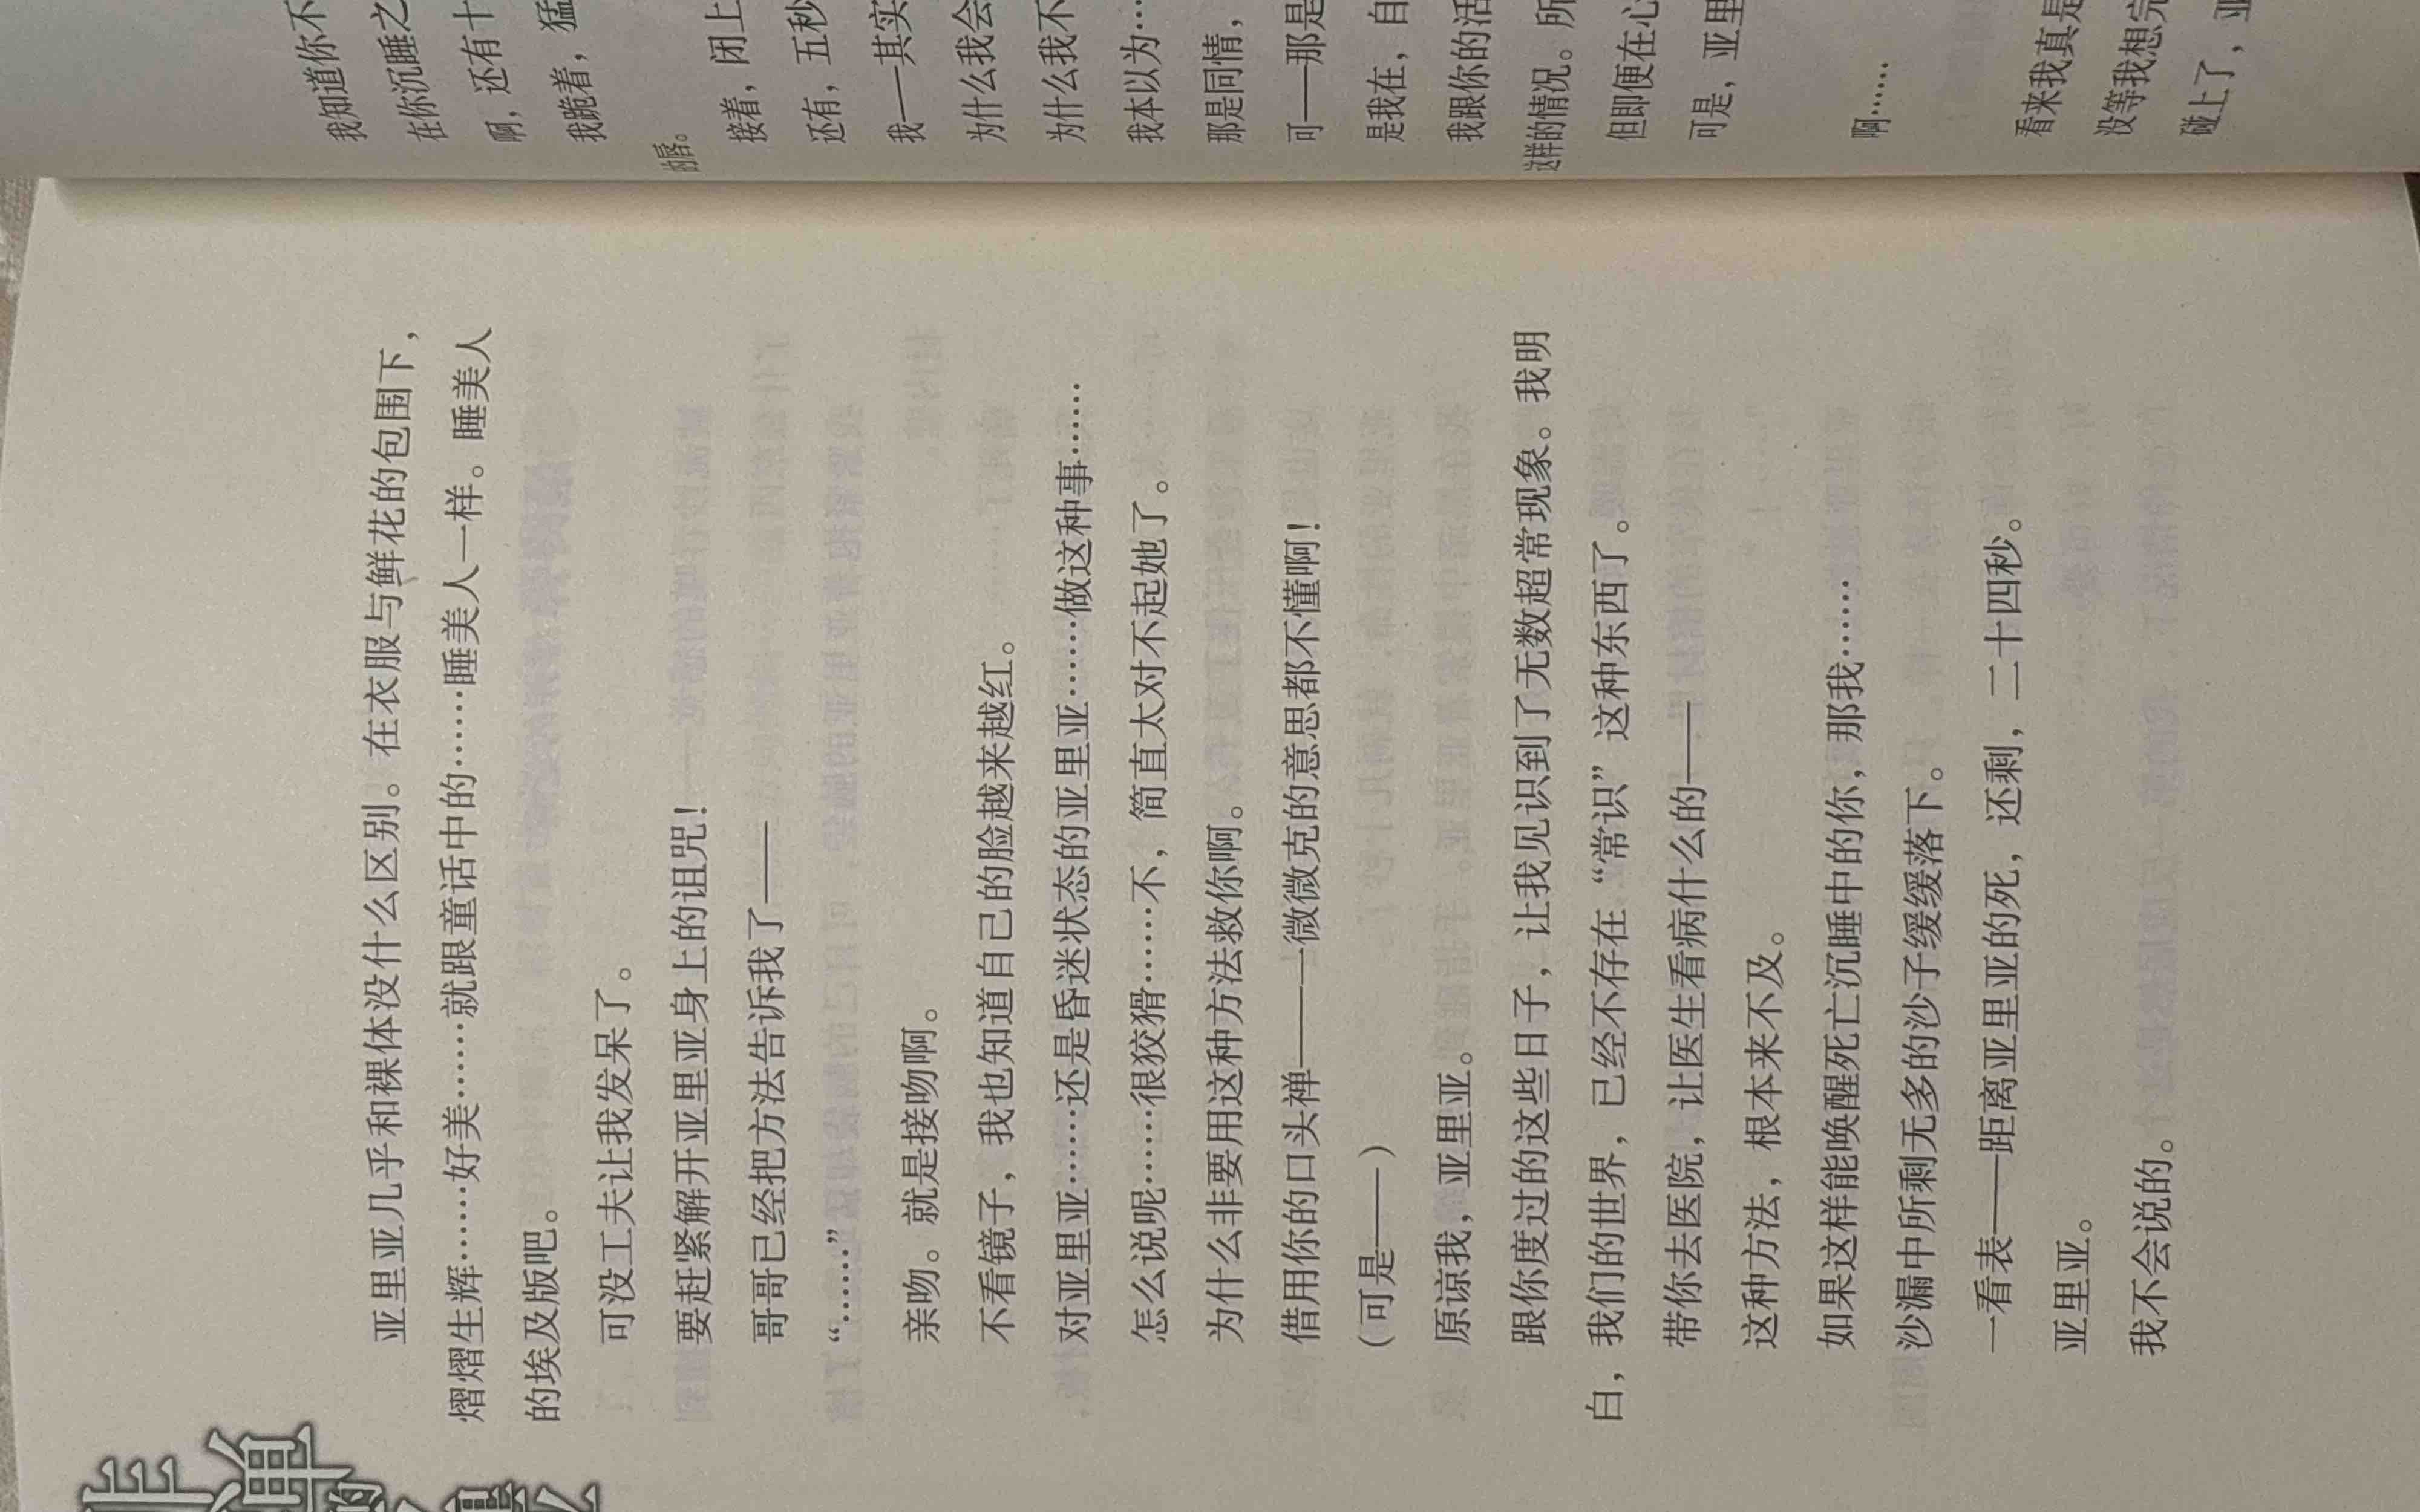 弹
的
亚里亚几乎和裸体没什么区别。在衣服与鲜花的包围下，
熠熠生辉……好美……就跟童话中的……睡美人一样。睡美人
的埃及版吧。
可没工夫让我发呆了。
要赶紧解开亚里亚身上的诅咒！
哥哥已经把方法告诉我了——
“……”
亲吻。就是接吻啊。
不看镜子，我也知道自己的脸越来越红。
对亚里亚……还是昏迷状态的亚里亚……做这种事……
怎么说呢……很狡猾……不，简直太对不起她了。
为什么非要用这种方法救你啊。
借用你的口头禅——一微微克的意思都不懂啊！
（可是——）
原谅我，亚里亚。
跟你度过的这些日子，让我见识到了无数超常现象。我明
白，我们的世界，已经不存在“常识”这种东西了。
带你去医院，让医生看病什么的——
这种方法，根本来不及。
如果这样能唤醒死亡沉睡中的你，那我……
沙漏中所剩无多的沙子缓缓落下。
一看表——距离亚里亚的死，还剩，二十四秒。
亚里亚。
我不会说的。
我知道你不
在你沉睡之
啊，还有十
我跪着，猛
的唇。
接着，闭上
还有，五秒
我——其实
为什么我会
为什么我不
我本以为…
那是同情，
可——那是
是我在，自
我跟你的活
这样的情况。所
但即便在心
可是，亚里
啊……
看来我真是
没等我想完
碰上了，亚